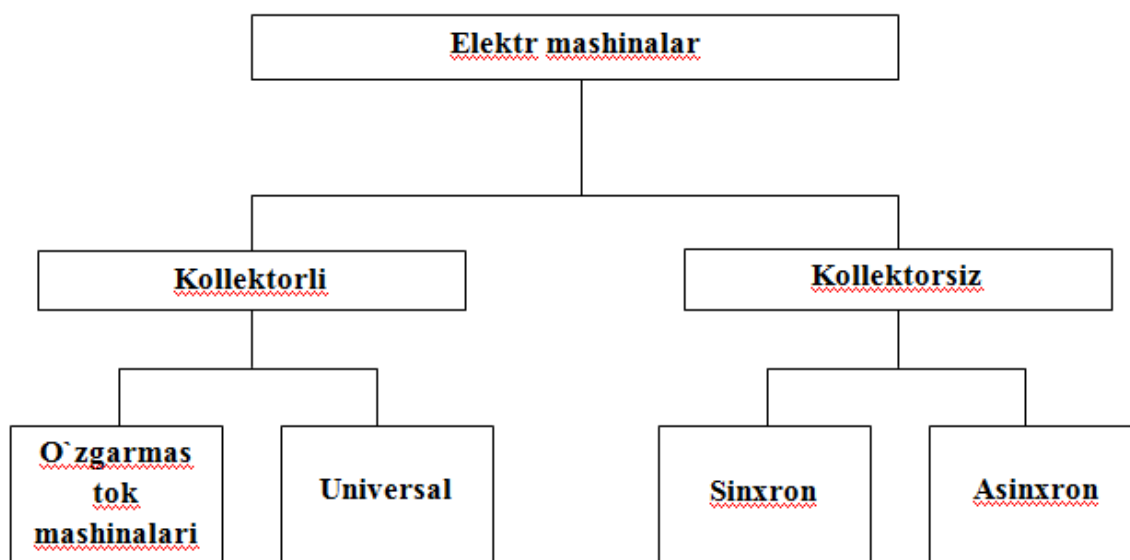 Elektr mashinalar
Kollektorli
Kollektorsiz
O`zgarmas
tok
mashinalari
Universal
Sinxron
Asinxron